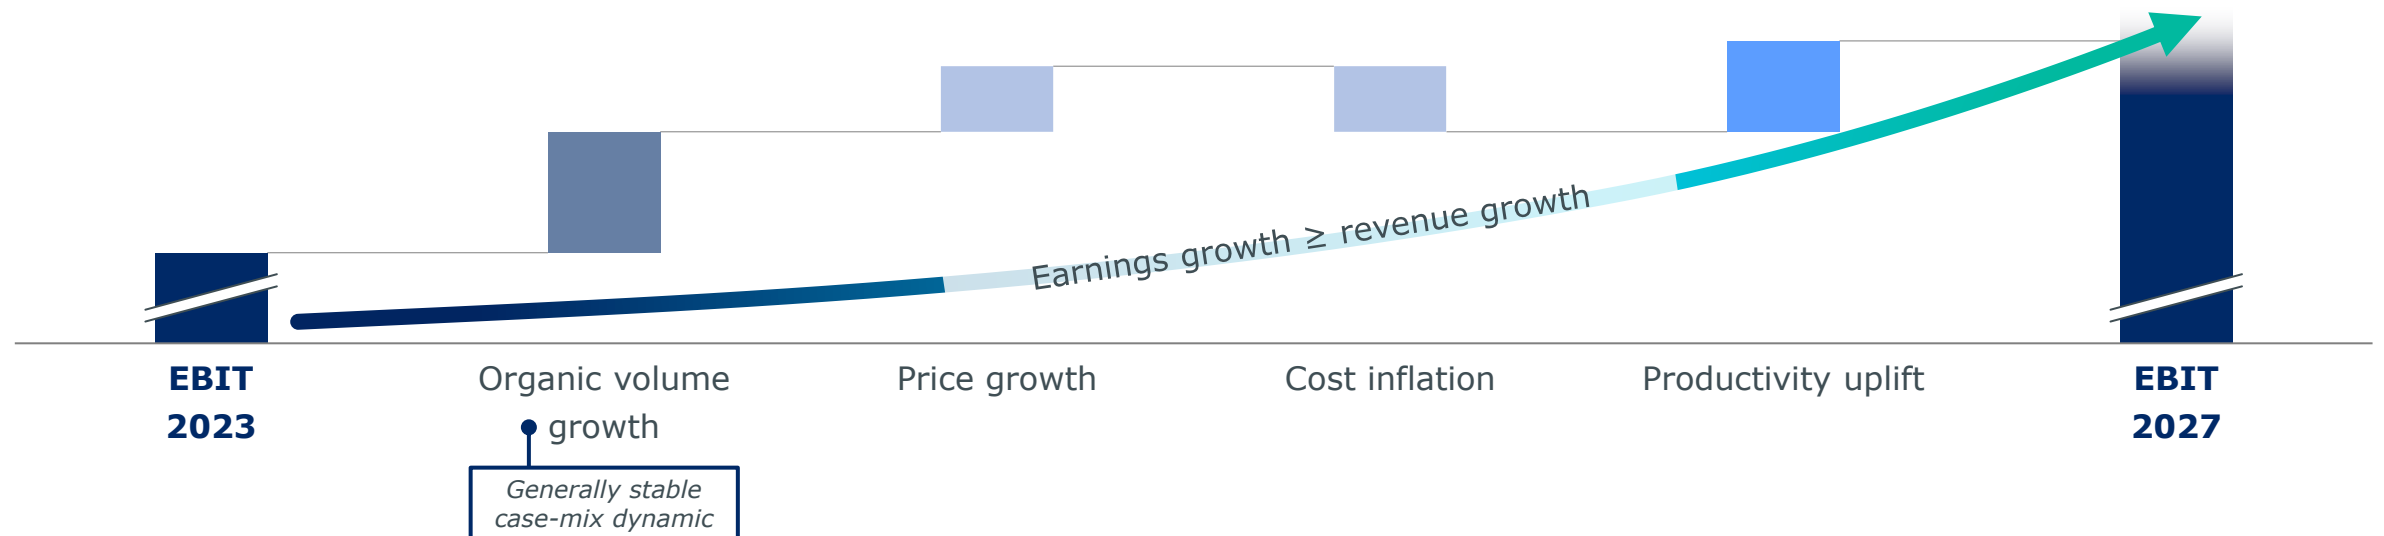 Earnings growth ≥ revenue growth
EBIT
2023
Organic volume
growth
Generally stable
case-mix dynamic
Price growth
Cost inflation
Productivity uplift
EBIT
2027